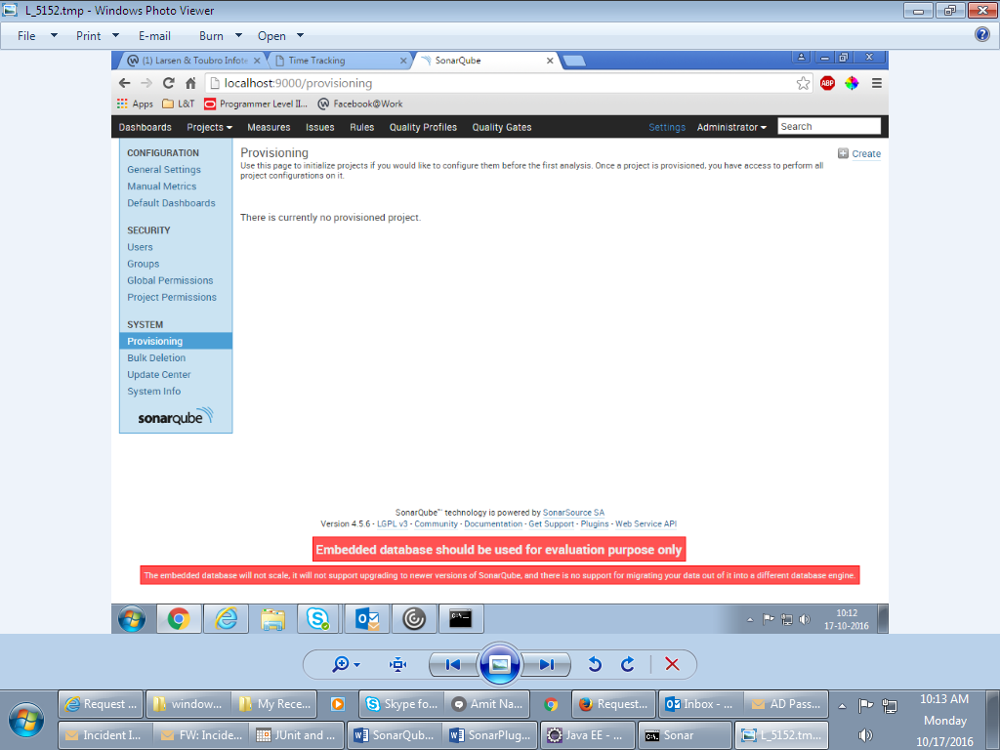 L_5152.tmp - Windows Photo Viewer
File Print E-mail Burn Open
(1) Larsen & Toubro Infote Time Tracking SonarQube
localhost:9000/provisioning ABP
Apps L&T Programmer Level II... Facebook@Work
Dashboards Projects Measures Issues Rules Quality Profiles Quality Gates Settings Administrator Search
CONFIGURATION
General Settings
Manual Metrics
Default Dashboards
SECURITY
Users
Groups
Global Permissions
Project Permissions
SYSTEM
Provisioning
Bulk Deletion
Update Center
System Info
sonarqube
Provisioning
Create
Use this page to initialize projects if you would like to configure them before the first analysis. Once a project is provisioned, you have access to perform all
project configurations on it.
There is currently no provisioned project.
SonarQube™ technology is powered by SonarSource SA
Version 4.5.6 - LGPL v3 - Community - Documentation - Get Support - Plugins - Web Service API
Embedded database should be used for evaluation purpose only
The embedded database will not scale, it will not support upgrading to newer versions of SonarQube, and there is no support for migrating your data out of it into a different database engine.
10:12
17-10-2016
Request ... window... My Rece... Skype fo... Amit Na... Request... Inbox - ... AD Pass...
Incident I... FW: Incide... JUnit and ... SonarQub... SonarPlug... Java EE - ... Sonar L_5152.tm...
10:13 AM
Monday
10/17/2016